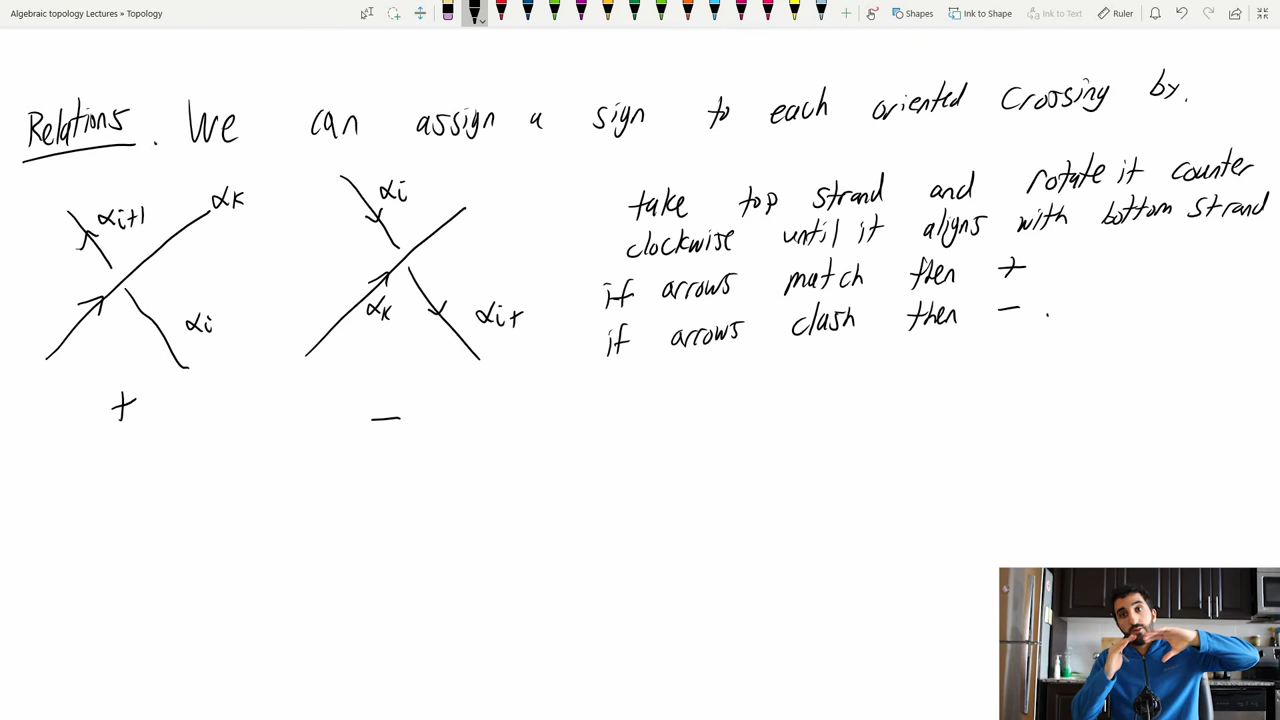 Algebraic topology Lectures » Topology
Shapes
Ink to Shape
Ink to Text
Ruler
Relations. We can assign a sign to each oriented Crossing by.
αi+1
αk
αi
+
αi
αk
αi+
−
take top strand and rotate it counter
clockwise until it aligns with bottom strand
if arrows match then +
if arrows clash then − .